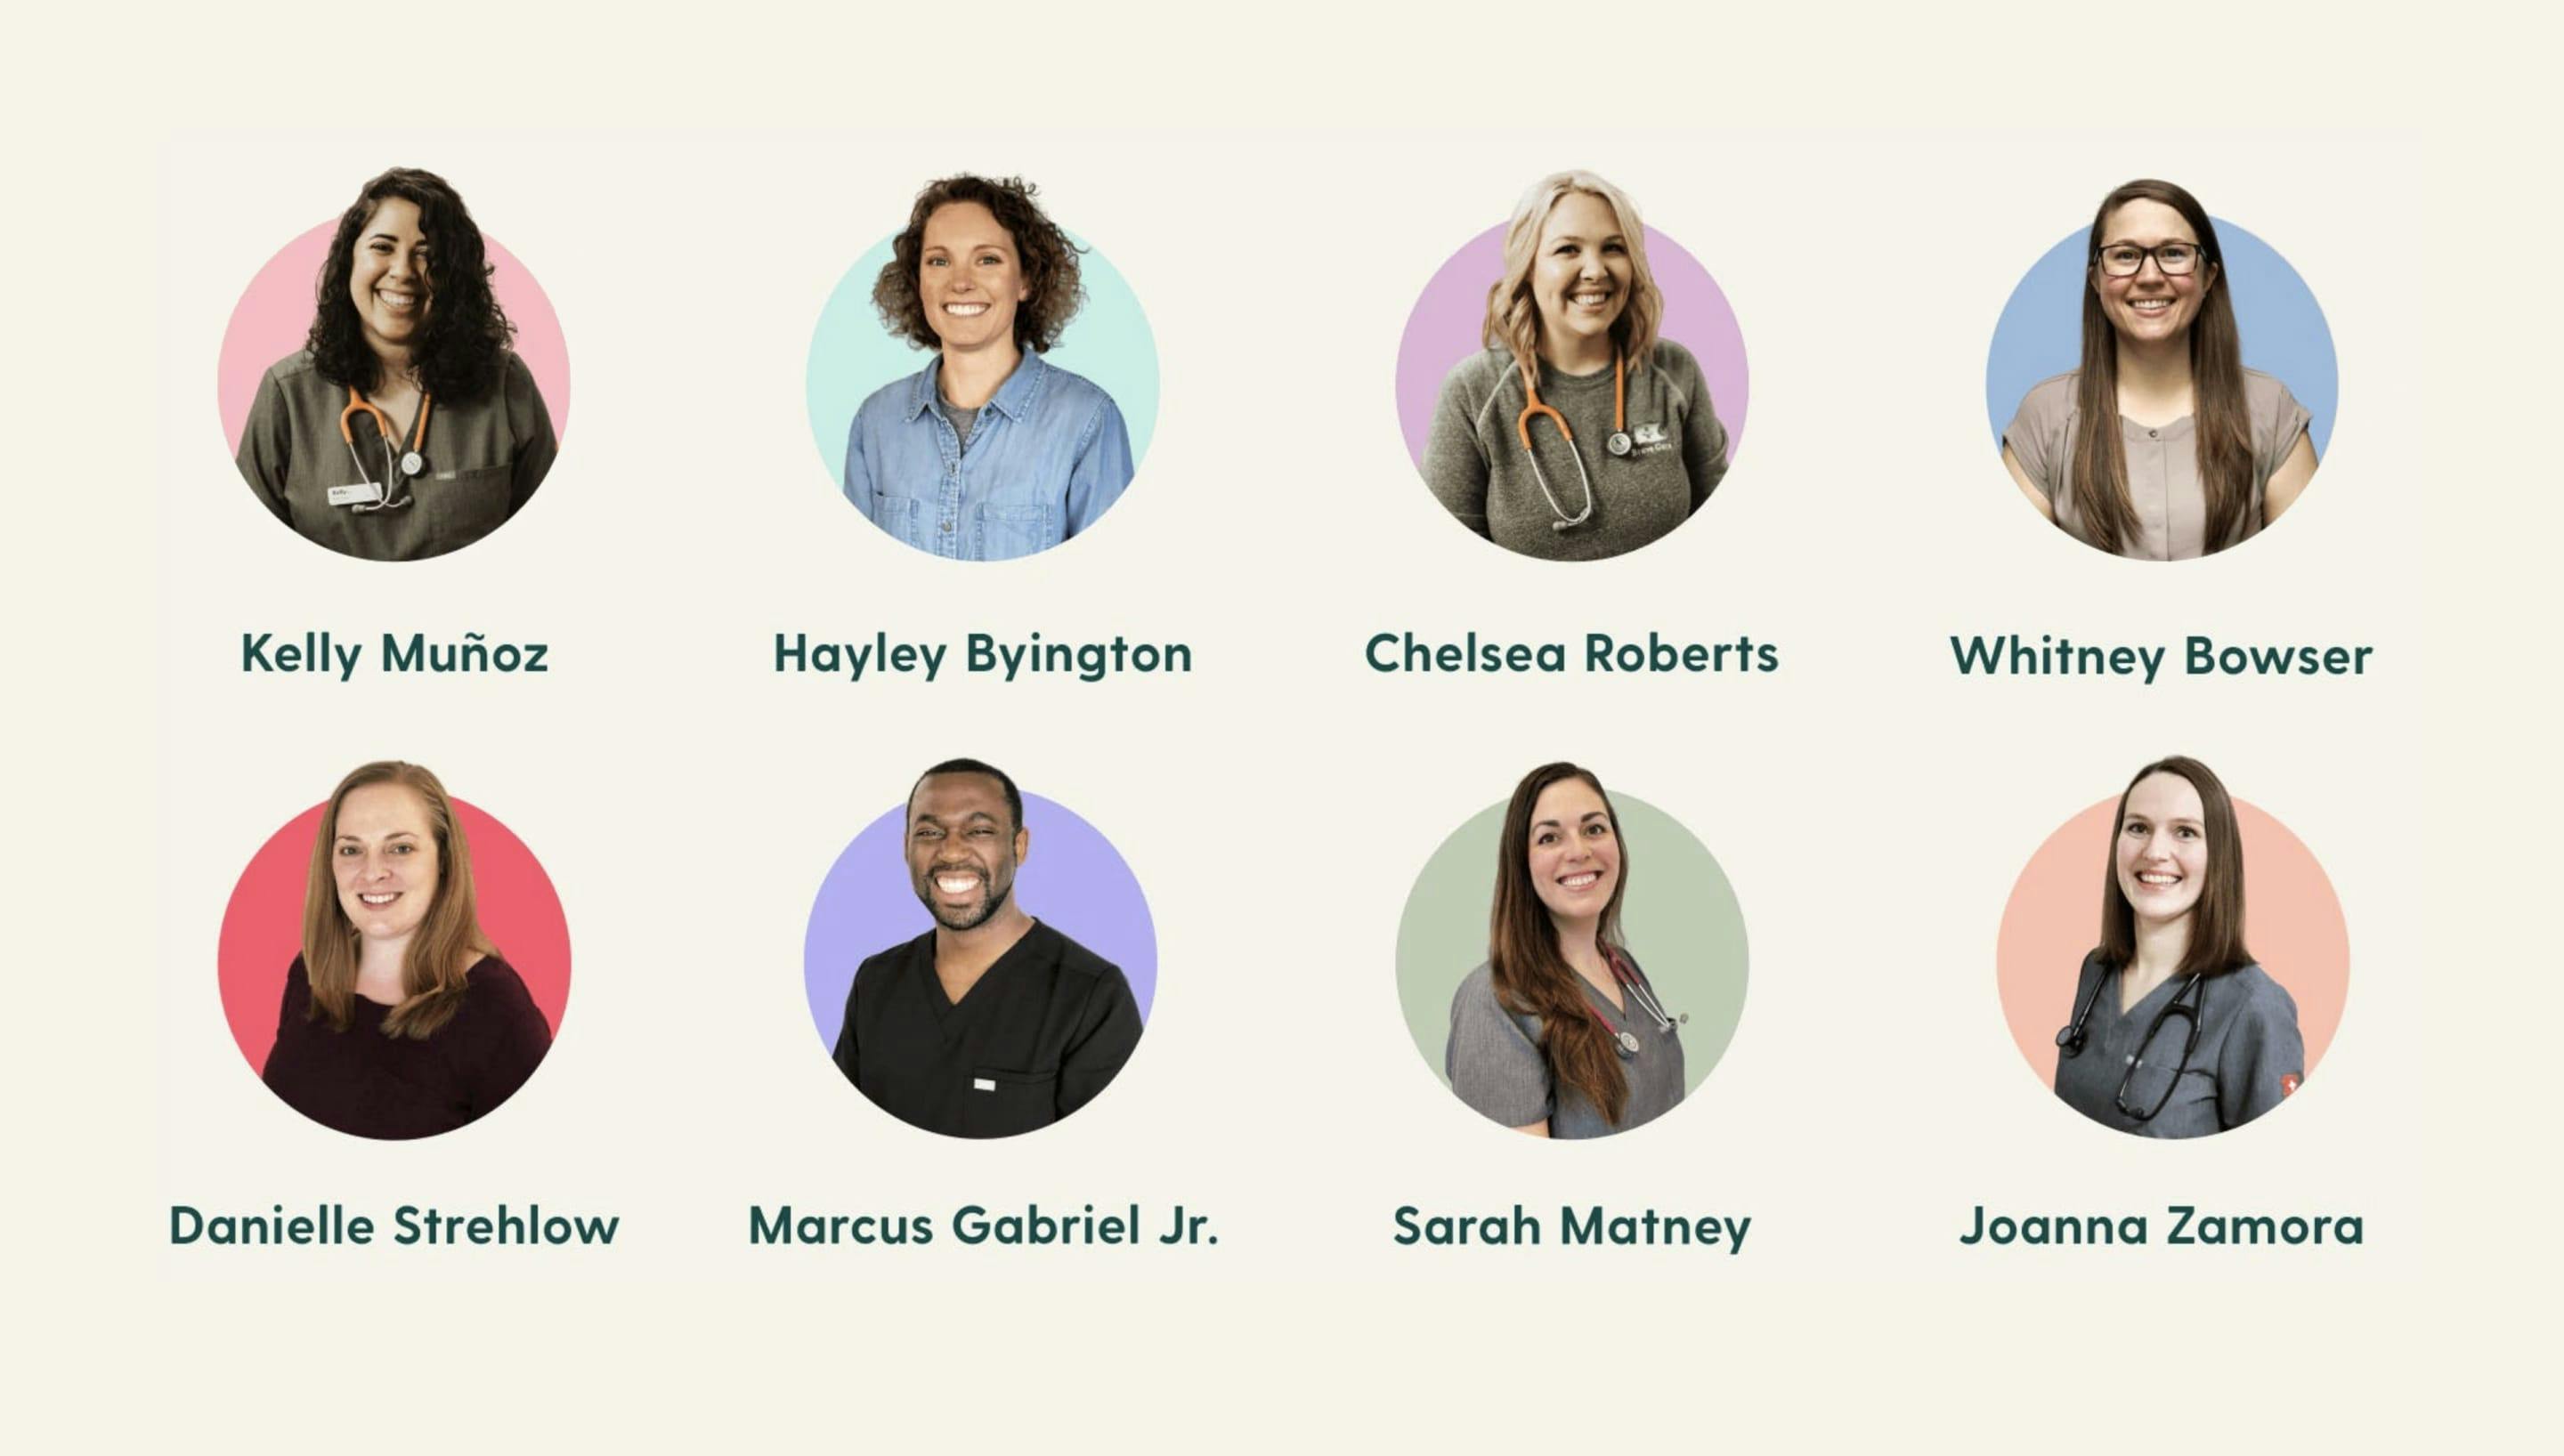 Kelly Muñoz
Hayley Byington
Chelsea Roberts
Whitney Bowser
Danielle Strehlow
Marcus Gabriel Jr.
Sarah Matney
Joanna Zamora